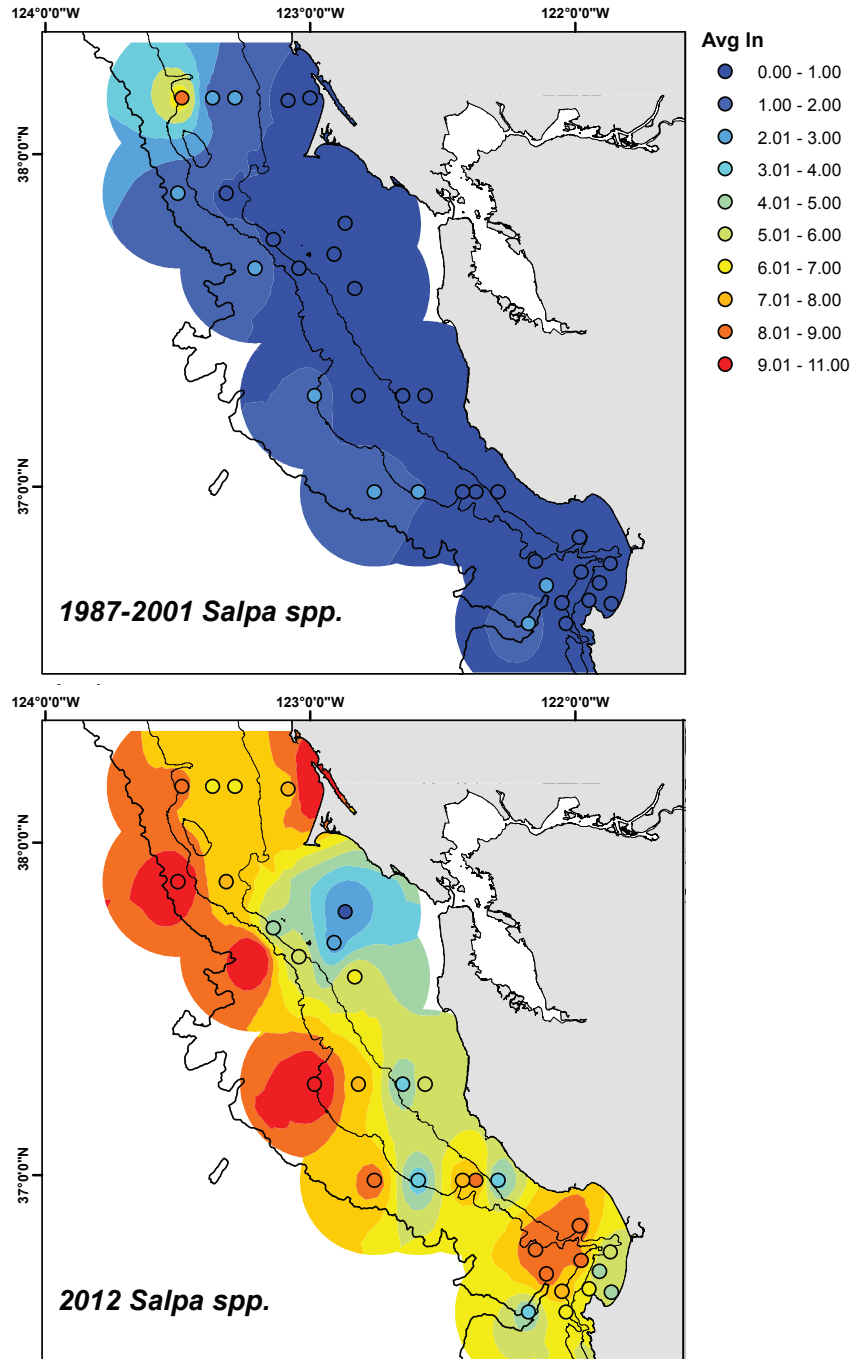 124°0'0"W 123°0'0"W 122°0'0"W
Avg ln
0.00 - 1.00
1.00 - 2.00
2.01 - 3.00
3.01 - 4.00
4.01 - 5.00
5.01 - 6.00
6.01 - 7.00
7.01 - 8.00
8.01 - 9.00
9.01 - 11.00
38°0'0"N
37°0'0"N
1987-2001 Salpa spp.
124°0'0"W 123°0'0"W 122°0'0"W
38°0'0"N
37°0'0"N
2012 Salpa spp.